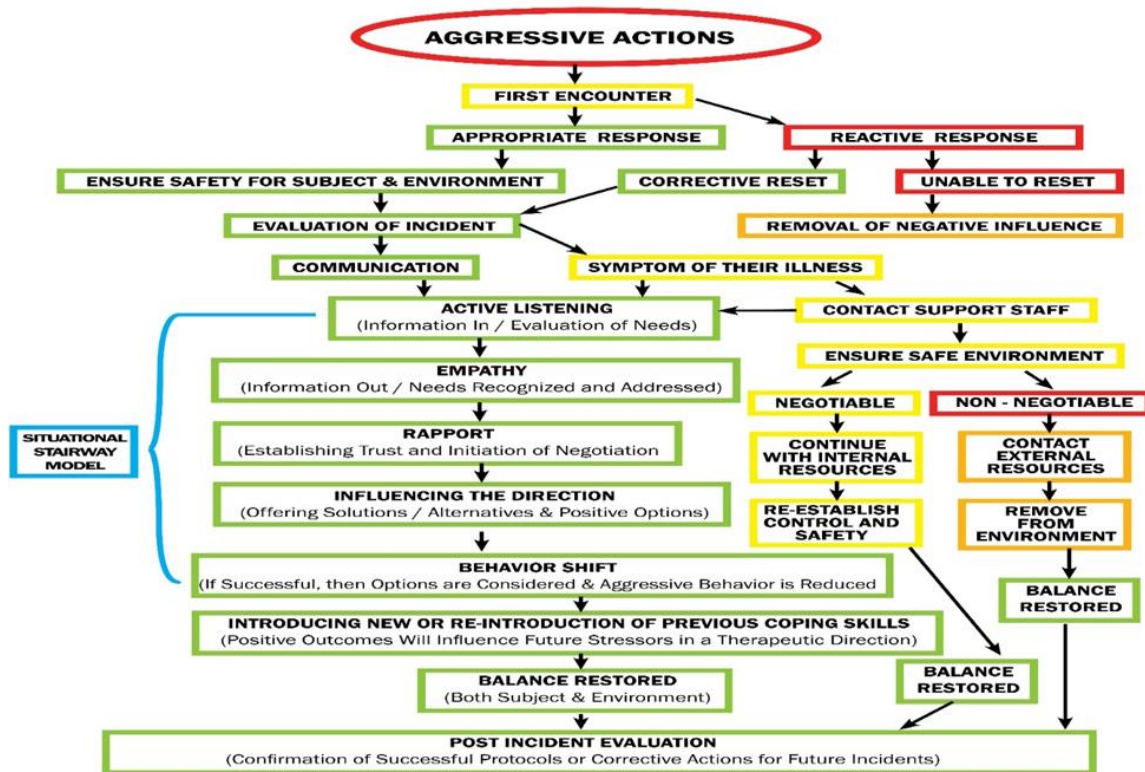 AGGRESSIVE ACTIONS
FIRST ENCOUNTER
APPROPRIATE RESPONSE
REACTIVE RESPONSE
ENSURE SAFETY FOR SUBJECT & ENVIRONMENT
CORRECTIVE RESET
UNABLE TO RESET
EVALUATION OF INCIDENT
REMOVAL OF NEGATIVE INFLUENCE
COMMUNICATION
SYMPTOM OF THEIR ILLNESS
ACTIVE LISTENING
(Information In / Evaluation of Needs)
CONTACT SUPPORT STAFF
ENSURE SAFE ENVIRONMENT
EMPATHY
(Information Out / Needs Recognized and Addressed)
NEGOTIABLE
NON - NEGOTIABLE
SITUATIONAL
STAIRWAY
MODEL
RAPPORT
(Establishing Trust and Initiation of Negotiation
CONTINUE
WITH INTERNAL
RESOURCES
CONTACT
EXTERNAL
RESOURCES
INFLUENCING THE DIRECTION
(Offering Solutions / Alternatives & Positive Options)
RE-ESTABLISH
CONTROL AND
SAFETY
REMOVE
FROM
ENVIRONMENT
BEHAVIOR SHIFT
(If Successful, then Options are Considered & Aggressive Behavior is Reduced
BALANCE
RESTORED
INTRODUCING NEW OR RE-INTRODUCTION OF PREVIOUS COPING SKILLS
(Positive Outcomes Will Influence Future Stressors in a Therapeutic Direction)
BALANCE RESTORED
(Both Subject & Environment)
BALANCE
RESTORED
POST INCIDENT EVALUATION
(Confirmation of Successful Protocols or Corrective Actions for Future Incidents)